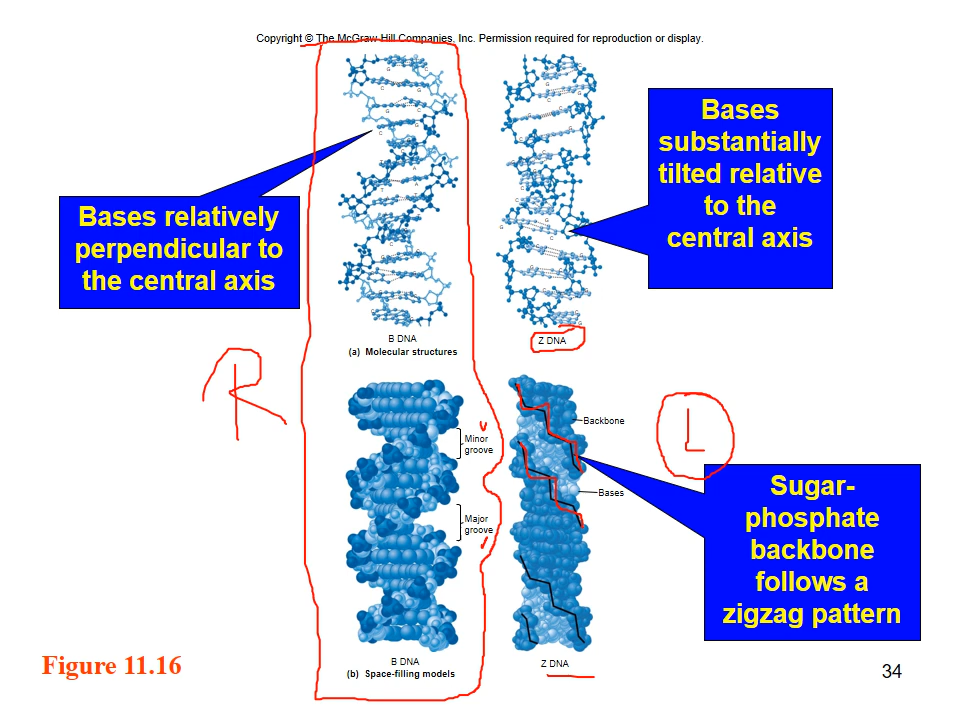 Copyright © The McGraw-Hill Companies, Inc. Permission required for reproduction or display.
Bases
substantially
tilted relative
to the
central axis
Bases relatively
perpendicular to
the central axis
B DNA
(a) Molecular structures
Z DNA
R
L
Backbone
Minor
groove
Bases
Major
groove
Sugar-
phosphate
backbone
follows a
zigzag pattern
B DNA
(b) Space-filling models
Z DNA
Figure 11.16
34